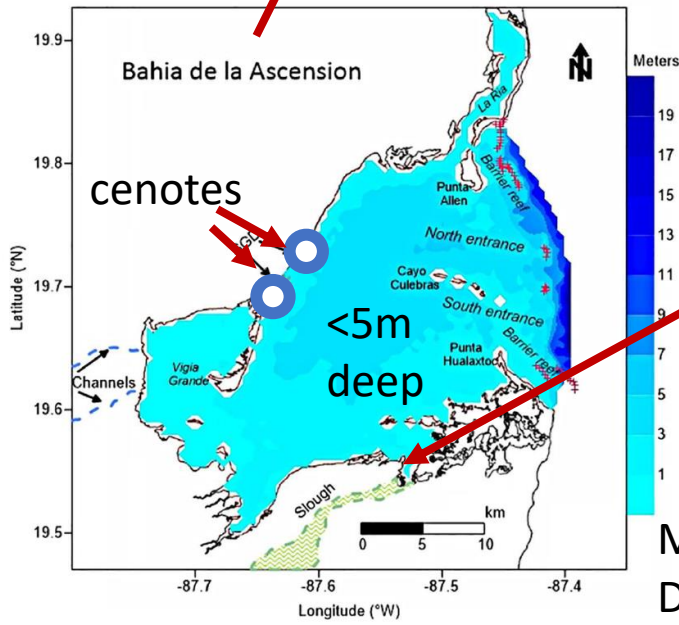 19.9
19.8
19.7
19.6
19.5
Latitude (°N)
Bahia de la Ascension
N
Meters
19
17
15
13
11
9
7
5
3
1
La Ria
Barrier reef
Punta
Allen
North entrance
cenotes
Cayo
Culebras
South entrance
<5m
deep
Punta
Hualaxtoc
Barrier reef
Channels
Vigia
Grande
Slough
km
0 5 10
-87.7 -87.6 -87.5 -87.4
Longitude (°W)